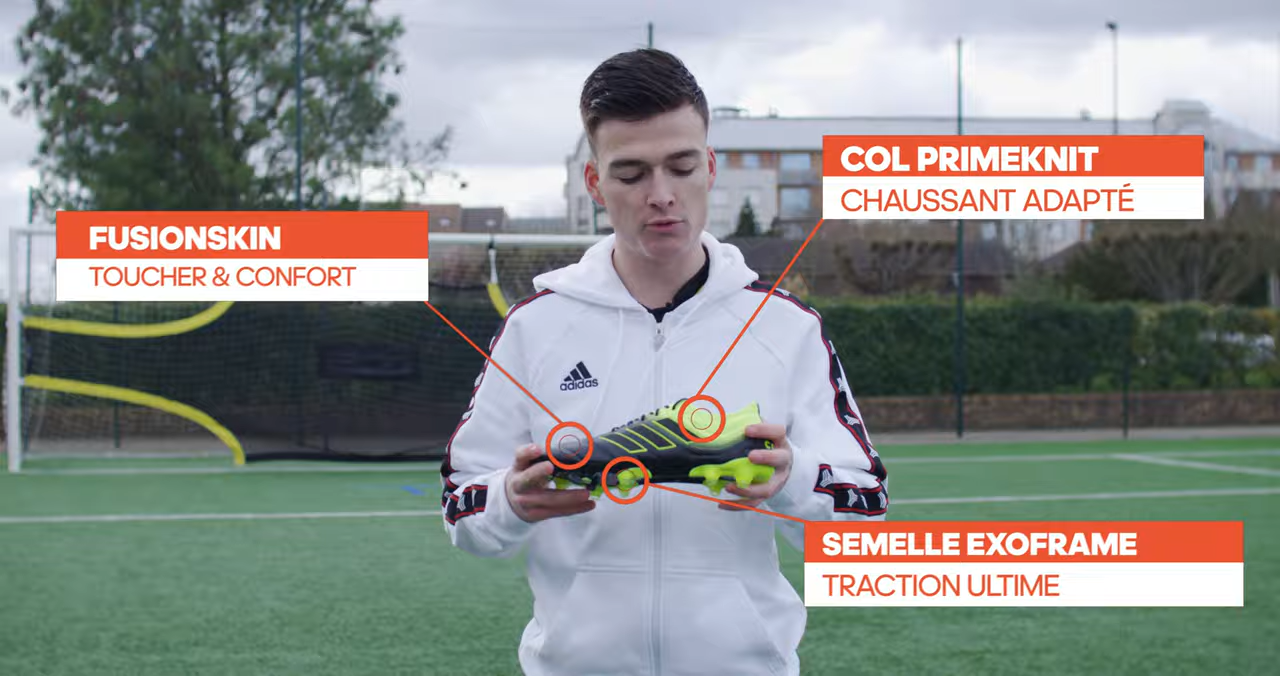 COL PRIMEKNIT
CHAUSSANT ADAPTÉ
FUSIONSKIN
TOUCHER & CONFORT
adidas
SEMELLE EXOFRAME
TRACTION ULTIME